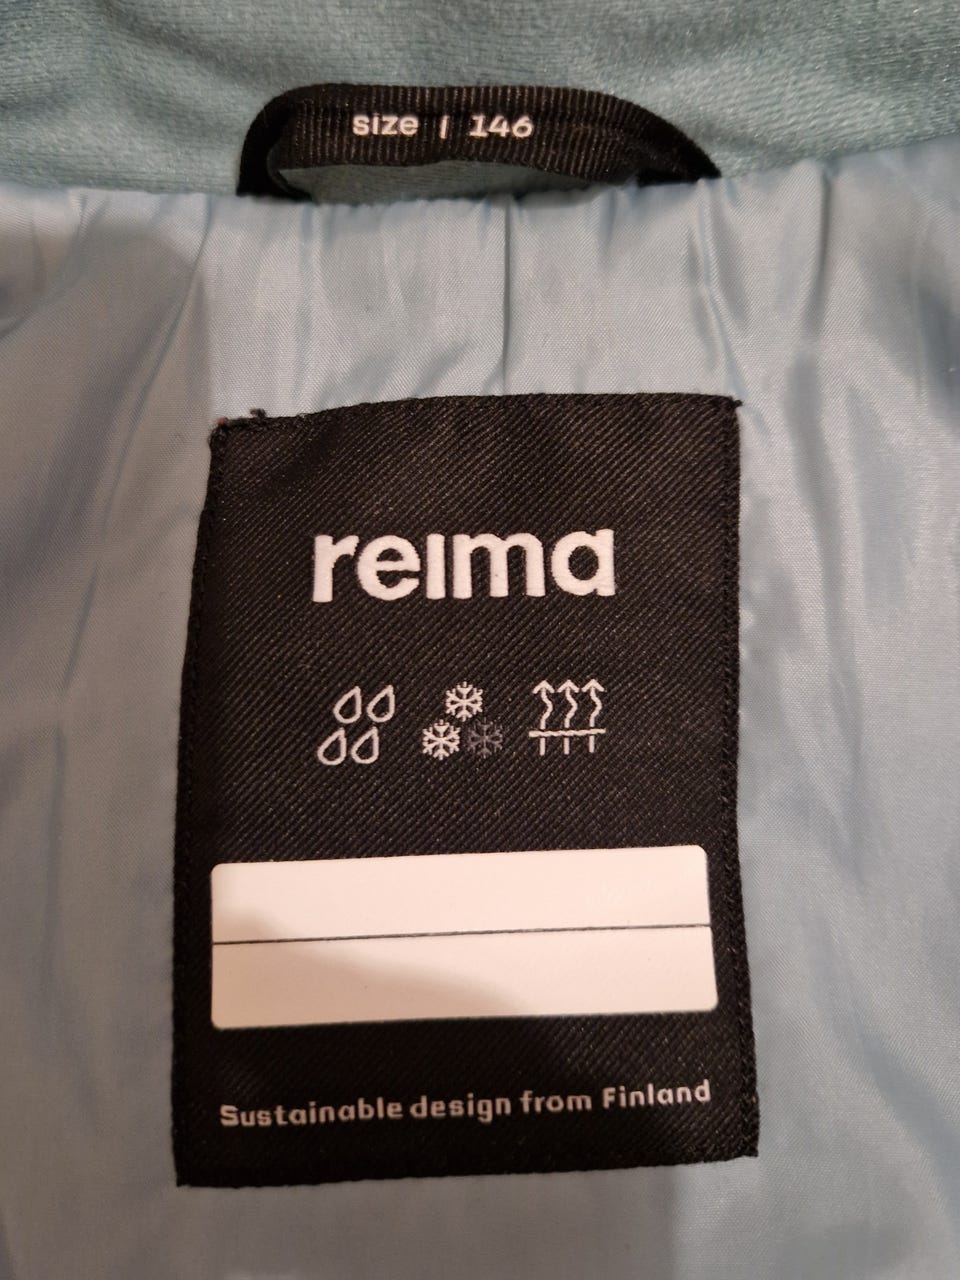 size | 146
reima
Sustainable design from Finland